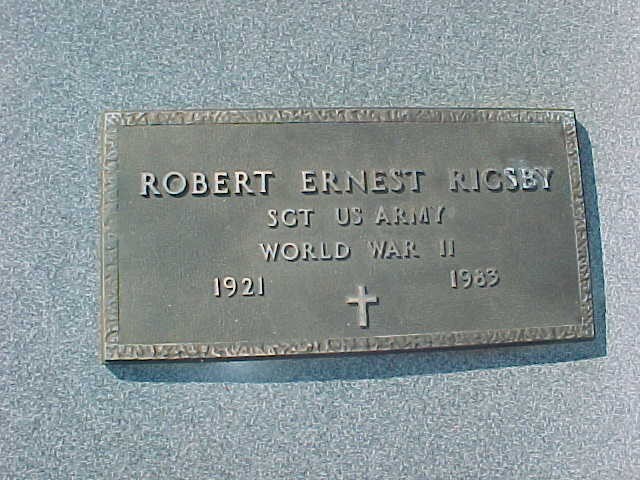 ROBERT ERNEST RIGSBY
SGT US ARMY
WORLD WAR II
1921 1983